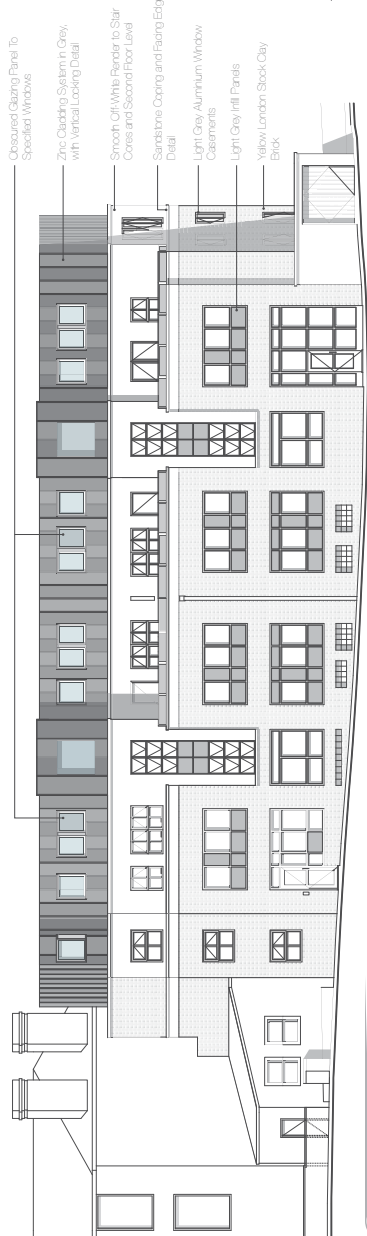 Obscured Glazing Panel To
Specified Windows
Zinc Cladding System in Grey,
with Vertical Locking Detail
Smooth Off-White Render to Stair
Cores and Second Floor Level
Sandstone Coping and Facing Edge
Detail
Light Grey Aluminium Window
Casements
Light Grey Infill Panels
Yellow London Stock Clay
Brick